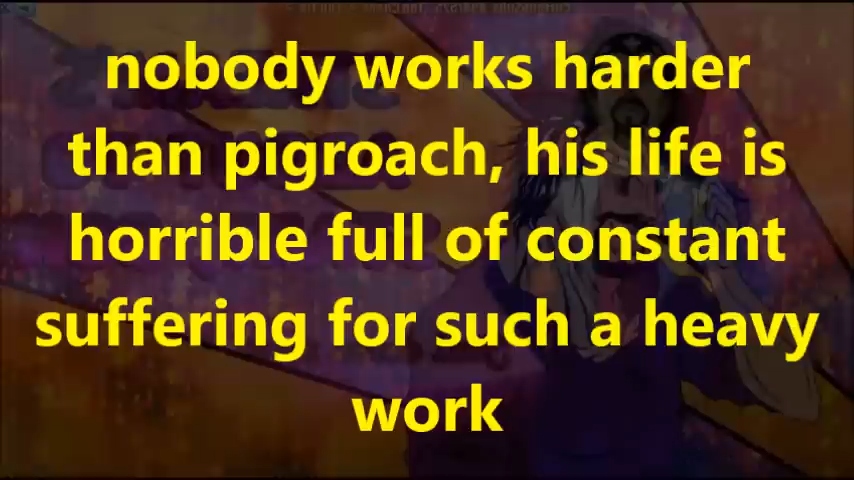 nobody works harder
than pigroach, his life is
horrible full of constant
suffering for such a heavy
work